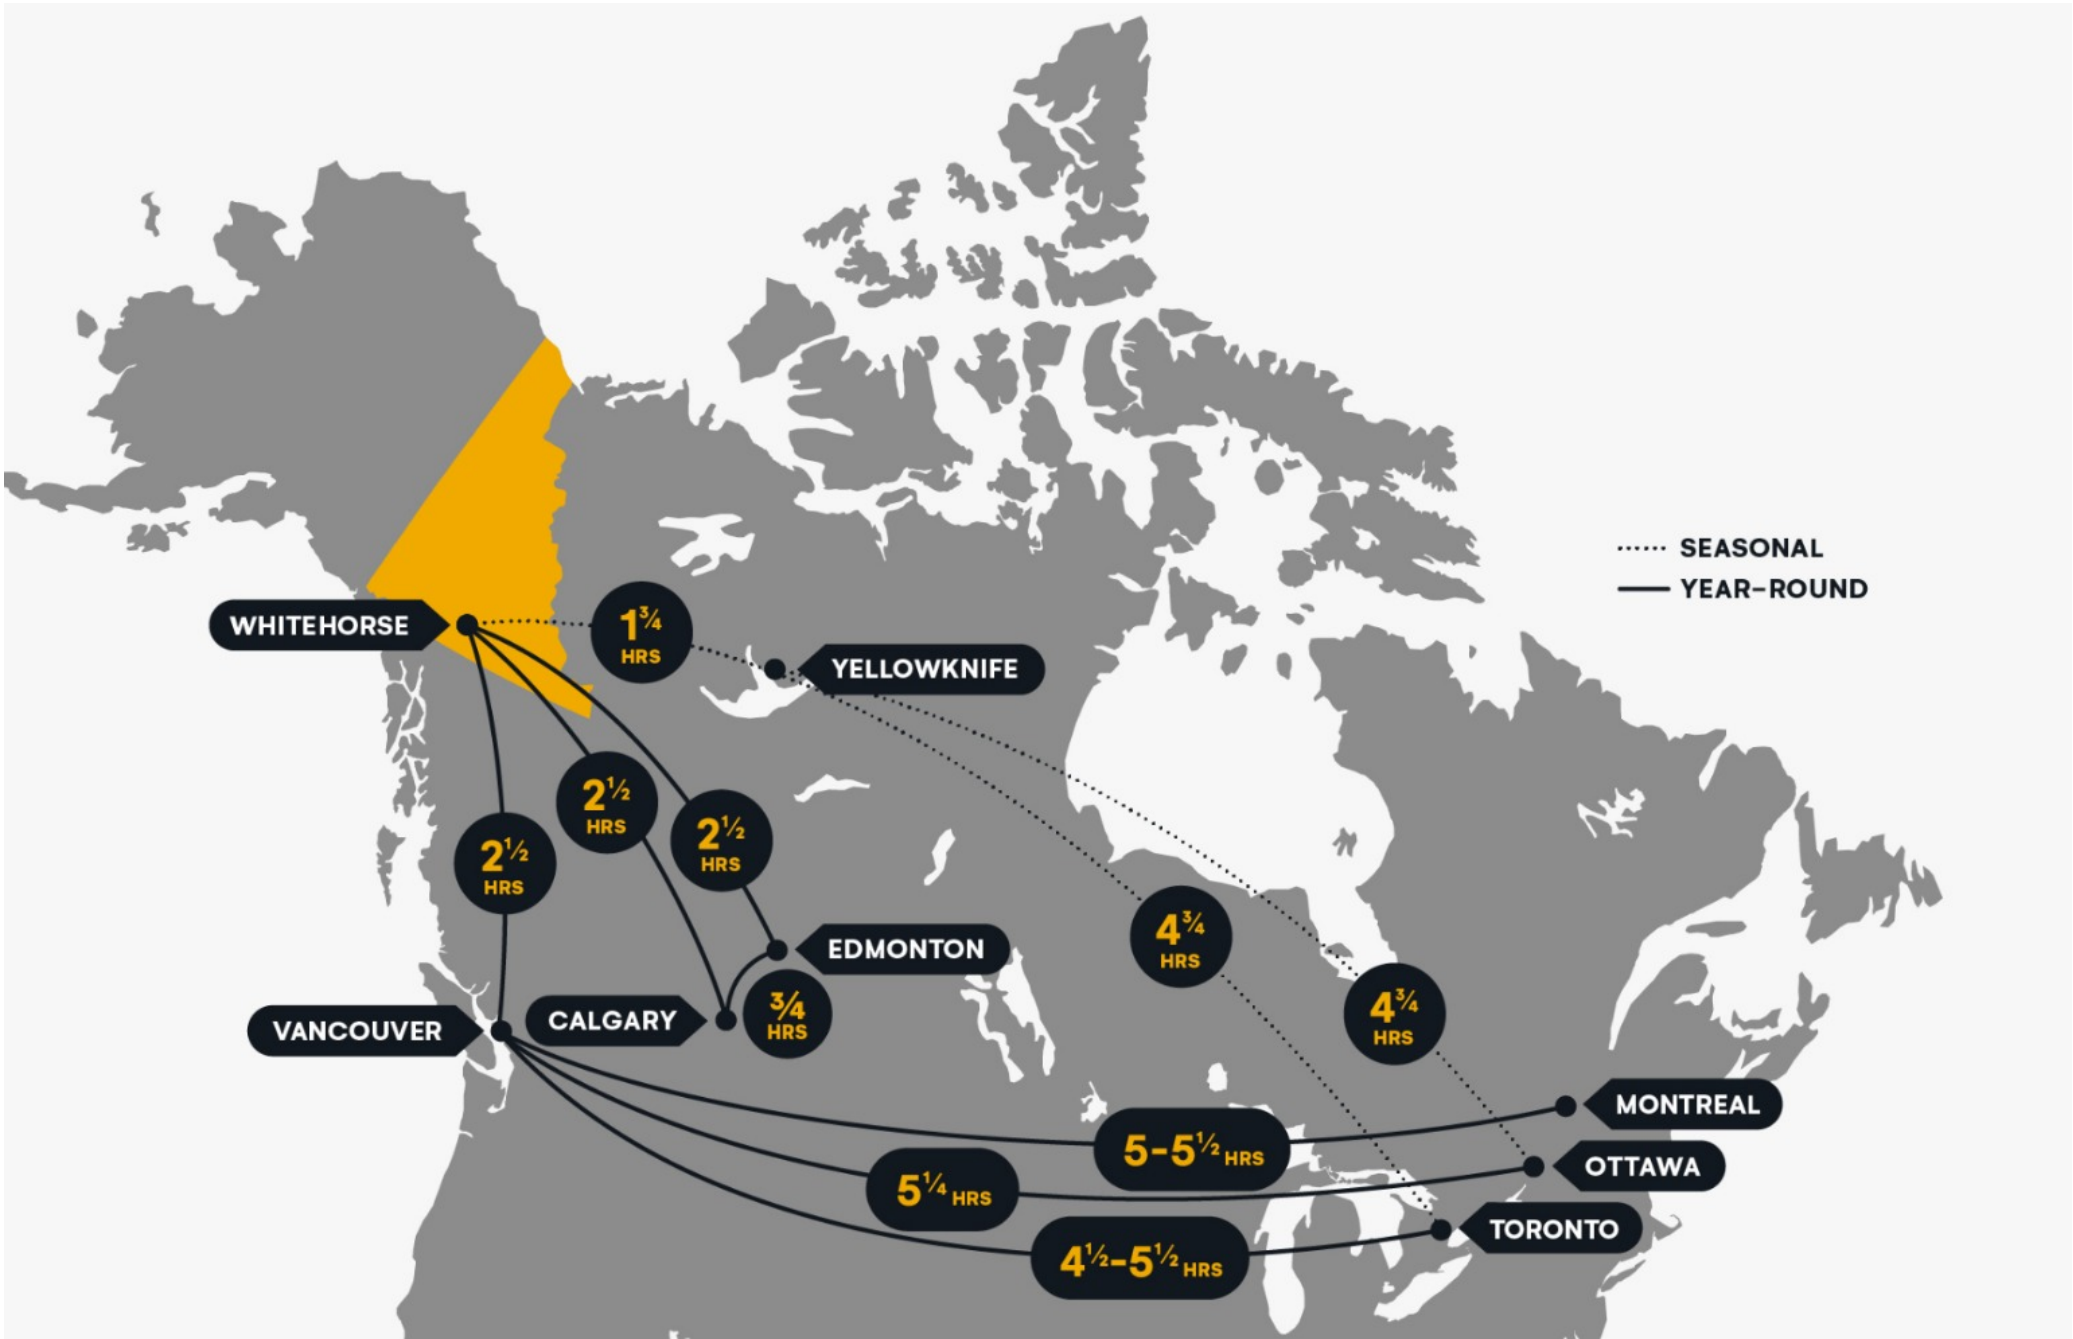 SEASONAL
YEAR-ROUND
WHITEHORSE
1¾
HRS
YELLOWKNIFE
2½
HRS
2½
HRS
2½
HRS
EDMONTON
4¾
HRS
VANCOUVER
CALGARY
¾
HRS
4¾
HRS
MONTREAL
5-5½ HRS
OTTAWA
5¼ HRS
TORONTO
4½-5½ HRS